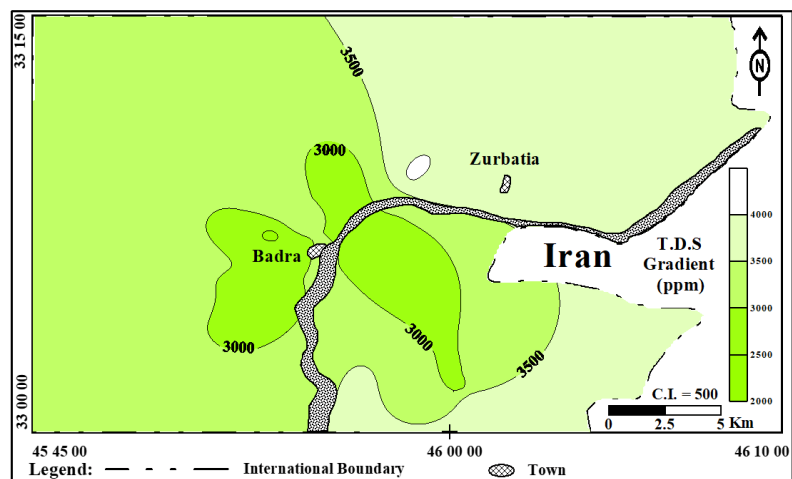 33 15 00
3500
N
3000
Zurbatia
Badra
Iran
T.D.S
Gradient
(ppm)
4000
3500
3000
2500
2000
3000
3000
3500
33 00 00
C.I. = 500
0 2.5 5 Km
45 45 00
46 00 00
46 10 00
Legend:
International Boundary
Town